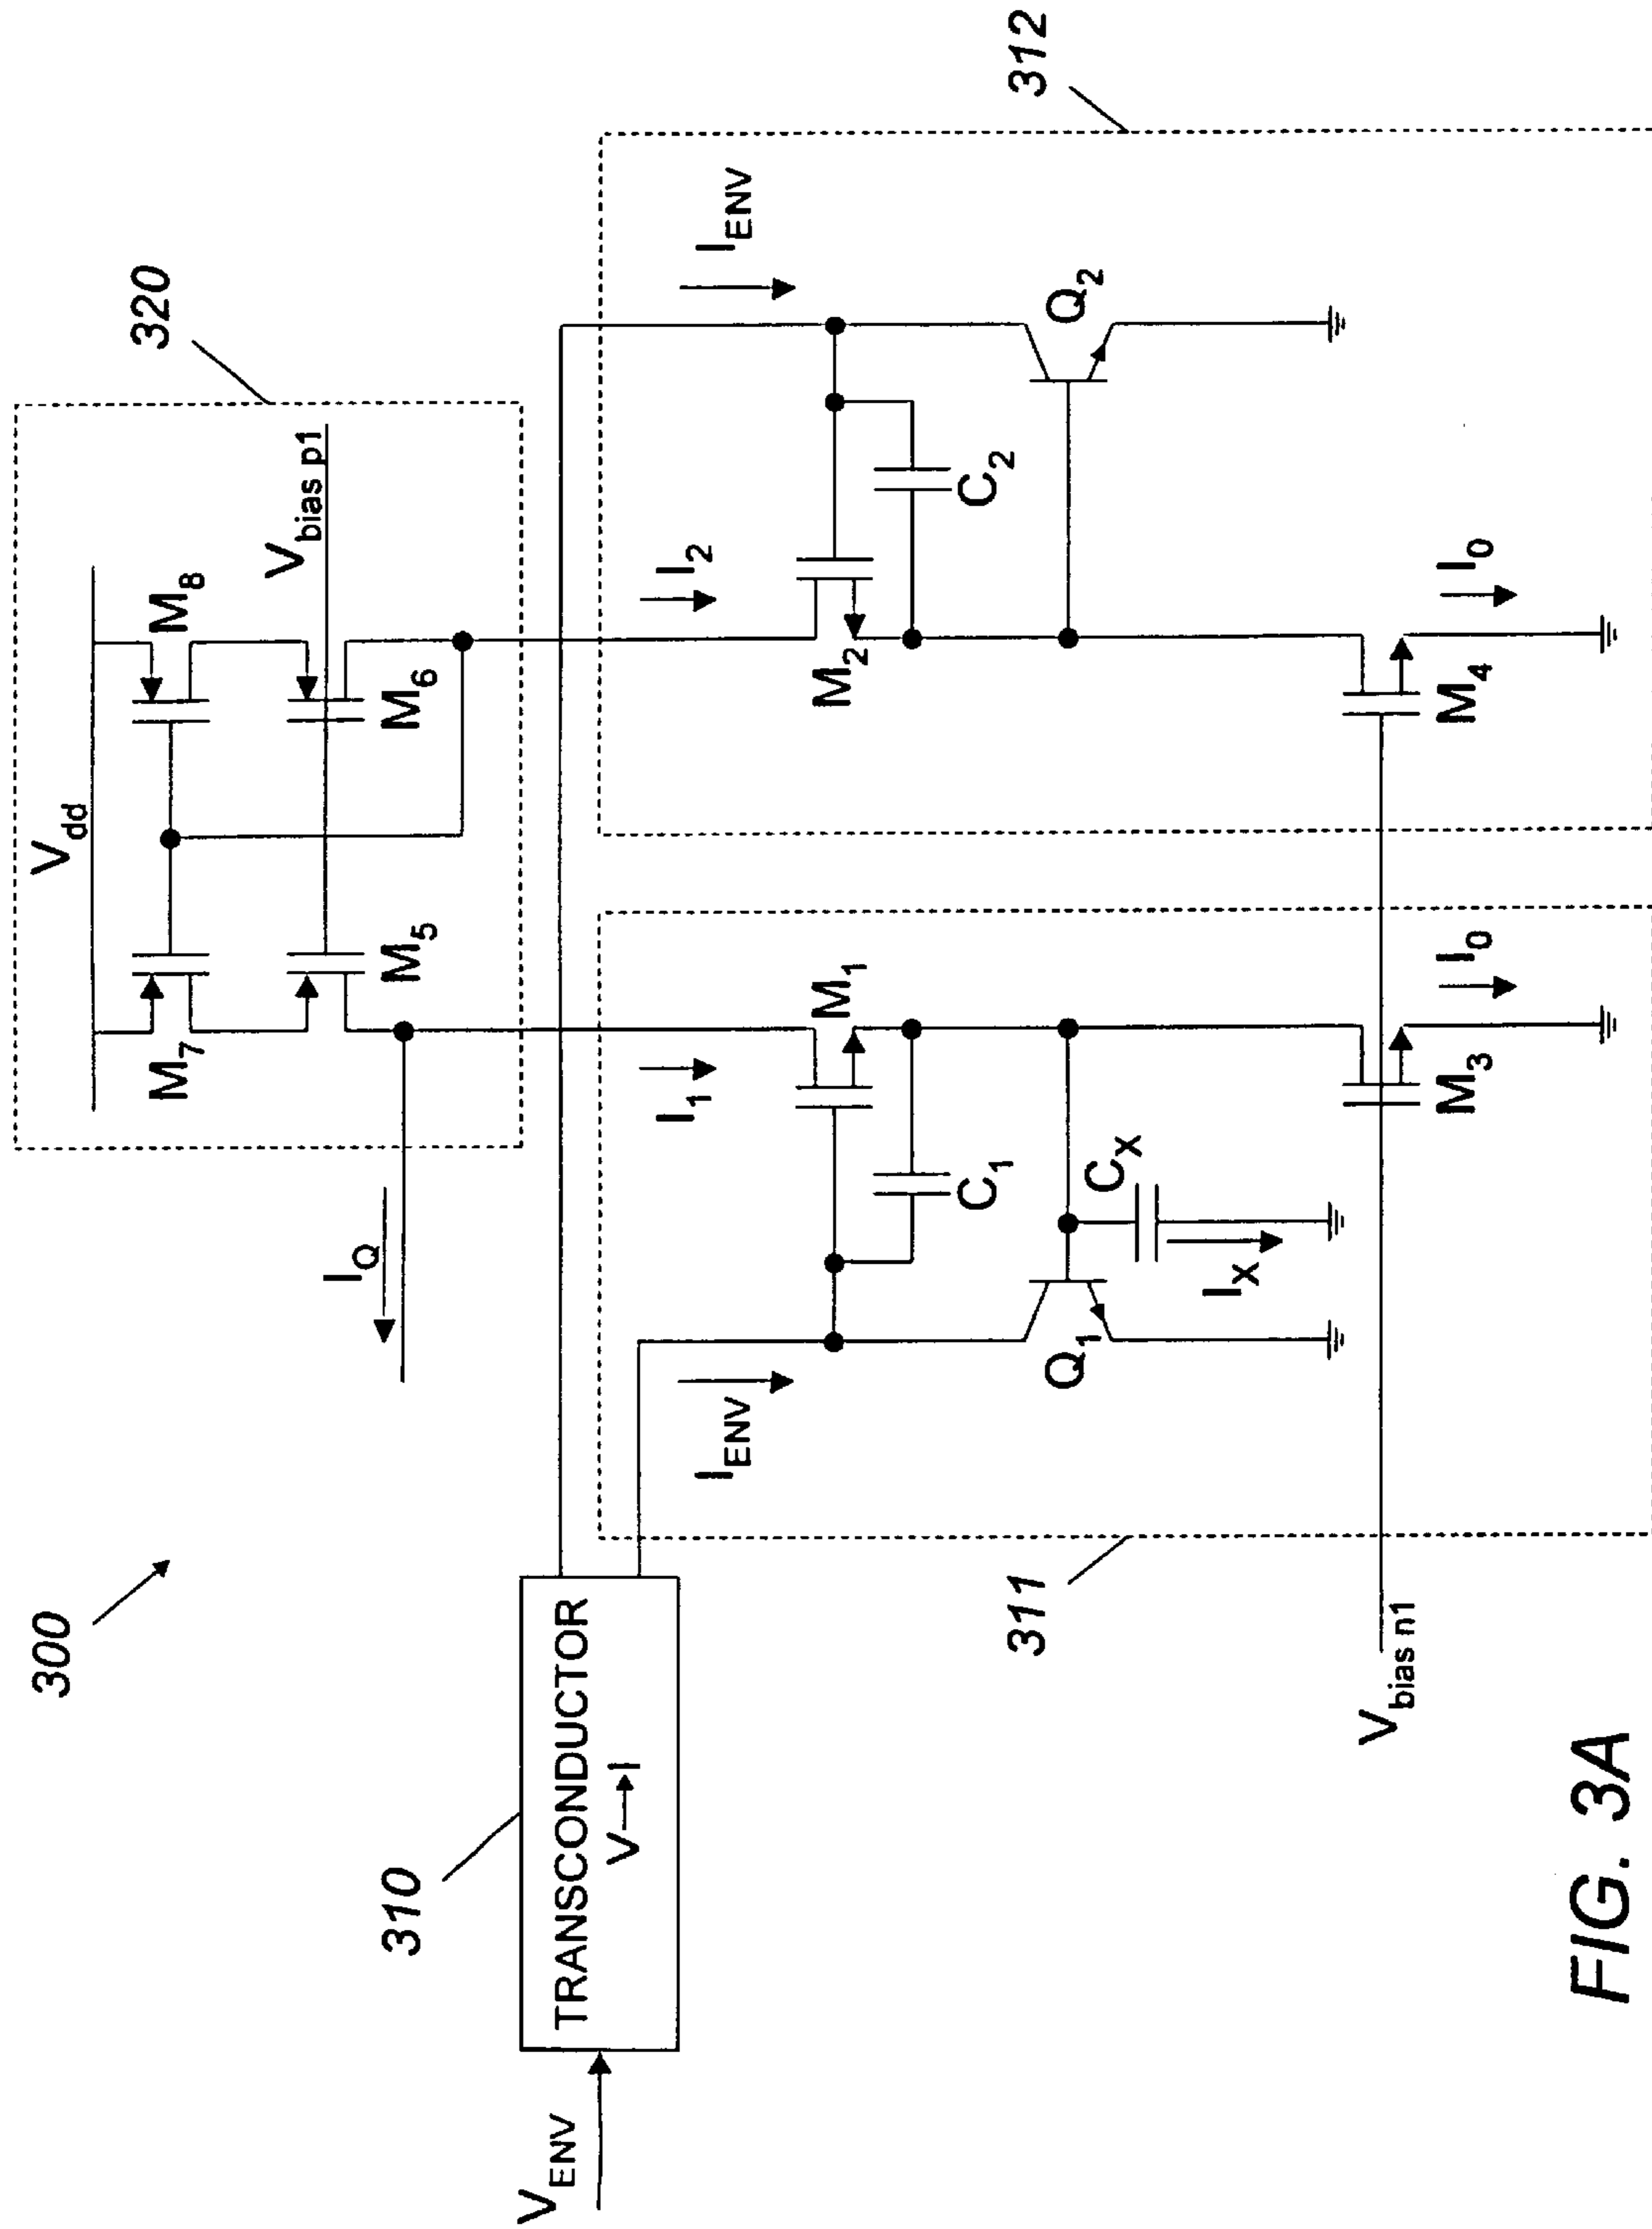 300
V_dd
320
M_7
M_8
V_bias p1
M_5
M_6
I_Q
310
TRANSCONDUCTOR
V→I
V_ENV
I_ENV
I_1
I_2
I_ENV
312
M_1
M_2
C_1
C_2
C_X
I_X
Q_1
Q_2
311
I_0
I_0
M_3
M_4
V_bias n1
FIG. 3A